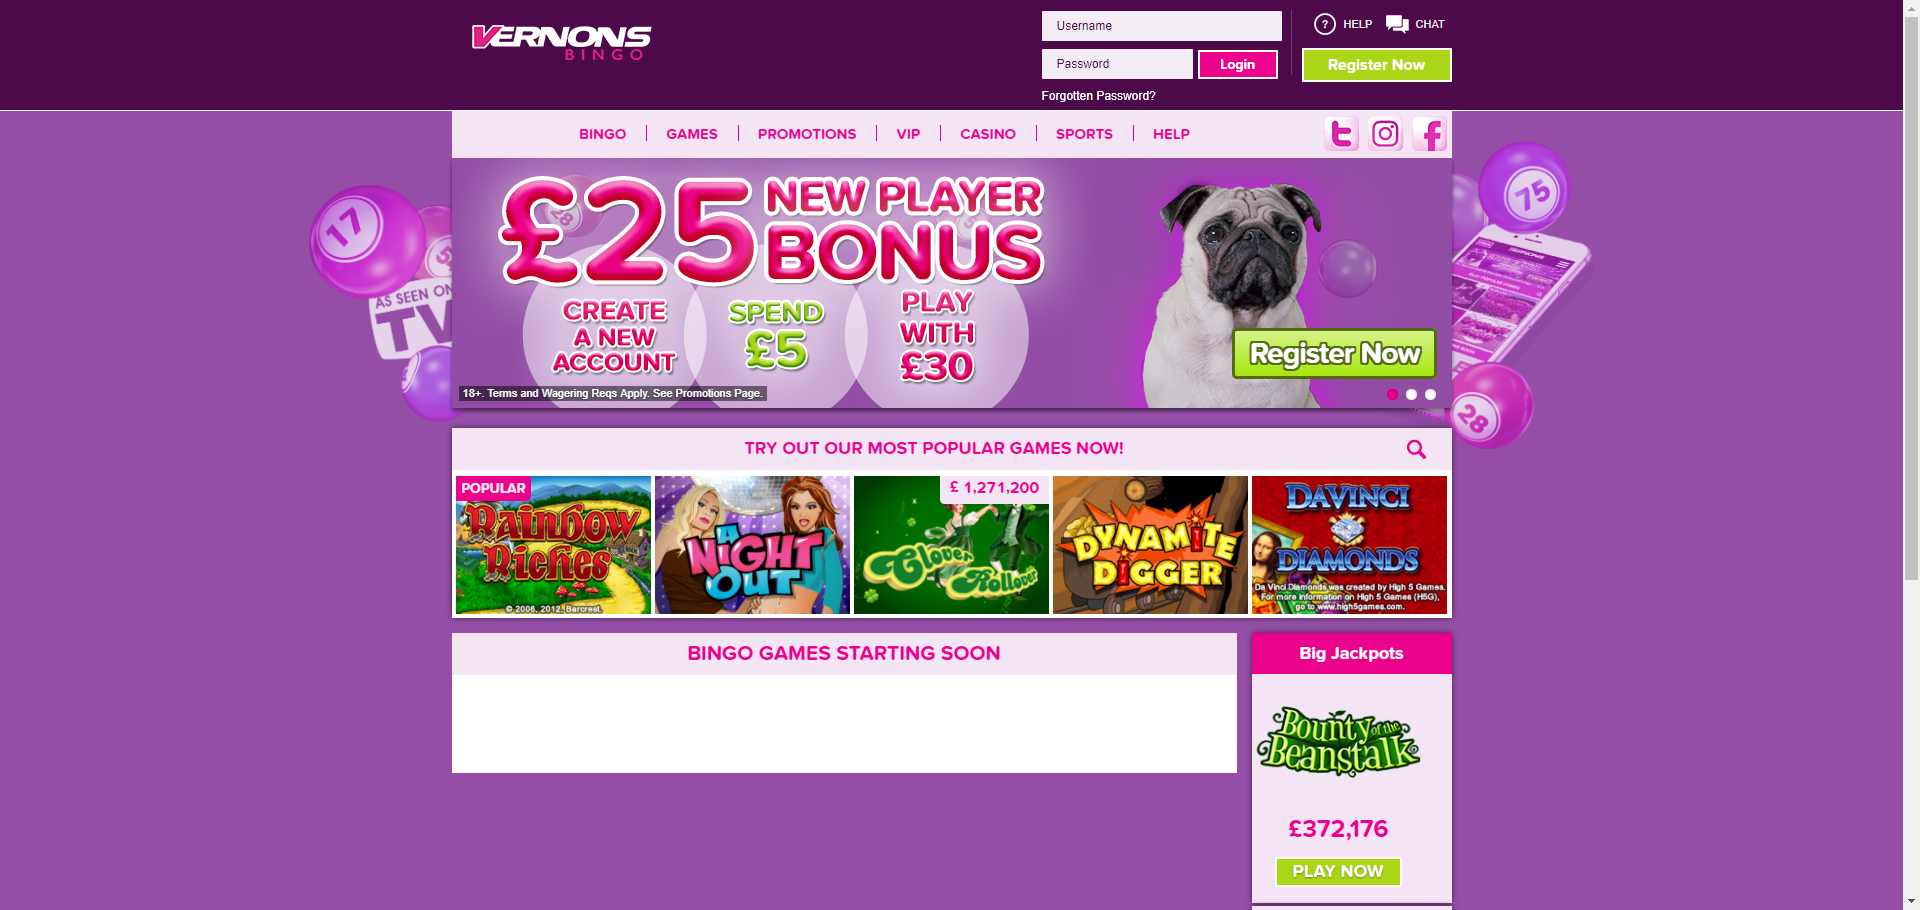 VERNONS
BINGO
Username
Password
Login
Forgotten Password?
? HELP
CHAT
Register Now
BINGO
GAMES
PROMOTIONS
VIP
CASINO
SPORTS
HELP
17
AS SEEN ON
TV
£25 NEW PLAYER
BONUS
28
CREATE
A NEW
ACCOUNT
SPEND
£5
PLAY
WITH
£30
Register Now
18+. Terms and Wagering Reqs Apply. See Promotions Page.
75
28
TRY OUT OUR MOST POPULAR GAMES NOW!
POPULAR
Rainbow
Riches
© 2006, 2012, Barcrest.
A
NIGHT
OUT
£ 1,271,200
Clover
Rollover
DYNAMITE
DIGGER
DAVINCI
DIAMONDS
Da Vinci Diamonds was created by High 5 Games.
For more information on High 5 Games (H5G),
go to www.high5games.com.
BINGO GAMES STARTING SOON
Big Jackpots
Bounty of the
Beanstalk
£372,176
PLAY NOW